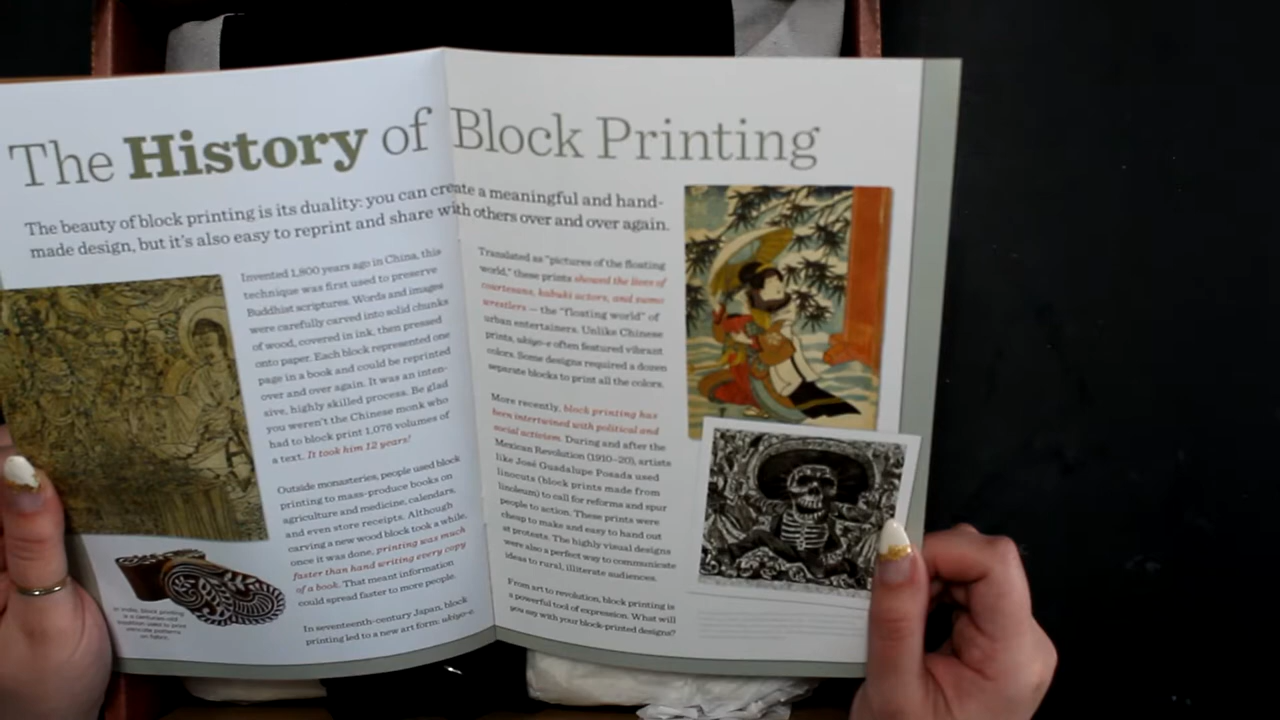 The History of Block Printing
The beauty of block printing is its duality: you can create a meaningful and hand-
made design, but it's also easy to reprint and share with others over and over again.
Invented 1,800 years ago in China, this
technique was first used to preserve
Buddhist scriptures. Words and images
were carefully carved into solid chunks
of wood, covered in ink, then pressed
onto paper. Each block represented one
page in a book and could be reprinted
over and over again. It was an inten-
sive, highly skilled process. Be glad
you weren't the Chinese monk who
had to block print 1,076 volumes of
a text. It took him 12 years!
Outside monasteries, people used block
printing to mass-produce books on
agriculture and medicine, calendars,
and even store receipts. Although
carving a new wood block took a while,
once it was done, printing was much
faster than hand writing every copy
of a book. That meant information
could spread faster to more people.
In seventeenth-century Japan, block
printing led to a new art form: ukiyo-e.
In India, block printing
is a centuries-old
tradition used to print
intricate patterns
on fabric.
Translated as "pictures of the floating
world," these prints showed the lives of
courtesans, kabuki actors, and sumo
wrestlers — the "floating world" of
urban entertainers. Unlike Chinese
prints, ukiyo-e often featured vibrant
colors. Some designs required a dozen
separate blocks to print all the colors.
More recently, block printing has
been intertwined with political and
social activism. During and after the
Mexican Revolution (1910–20), artists
like José Guadalupe Posada used
linocuts (block prints made from
linoleum) to call for reforms and spur
people to action. These prints were
cheap to make and easy to hand out
at protests. The highly visual designs
were also a perfect way to communicate
ideas to rural, illiterate audiences.
From art to revolution, block printing is
a powerful tool of expression. What will
you say with your block-printed designs?